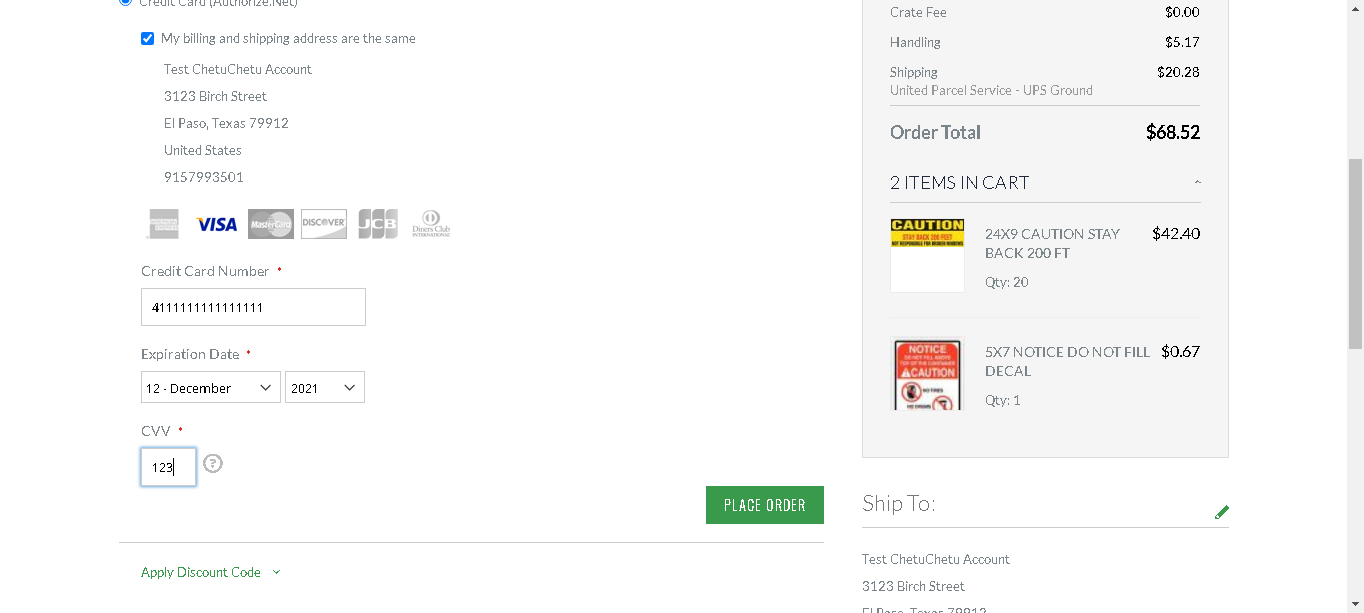 Credit Card (Authorize.Net)
My billing and shipping address are the same
Test ChetuChetu Account
3123 Birch Street
El Paso, Texas 79912
United States
9157993501
VISA
MasterCard
DISCOVER
JCB
Diners Club
INTERNATIONAL
Credit Card Number *
4111111111111111
Expiration Date *
12 - December
2021
CVV *
123
?
PLACE ORDER
Apply Discount Code
Crate Fee $0.00
Handling $5.17
Shipping $20.28
United Parcel Service - UPS Ground
Order Total $68.52
2 ITEMS IN CART
CAUTION
STAY BACK 200 FEET
NOT RESPONSIBLE FOR BROKEN WINDOWS
24X9 CAUTION STAY $42.40
BACK 200 FT
Qty: 20
NOTICE
DO NOT FILL ABOVE
TOP OF THE CONTAINER
CAUTION
NO TIRES
5X7 NOTICE DO NOT FILL $0.67
DECAL
Qty: 1
Ship To:
Test ChetuChetu Account
3123 Birch Street
El Paso, Texas 79912